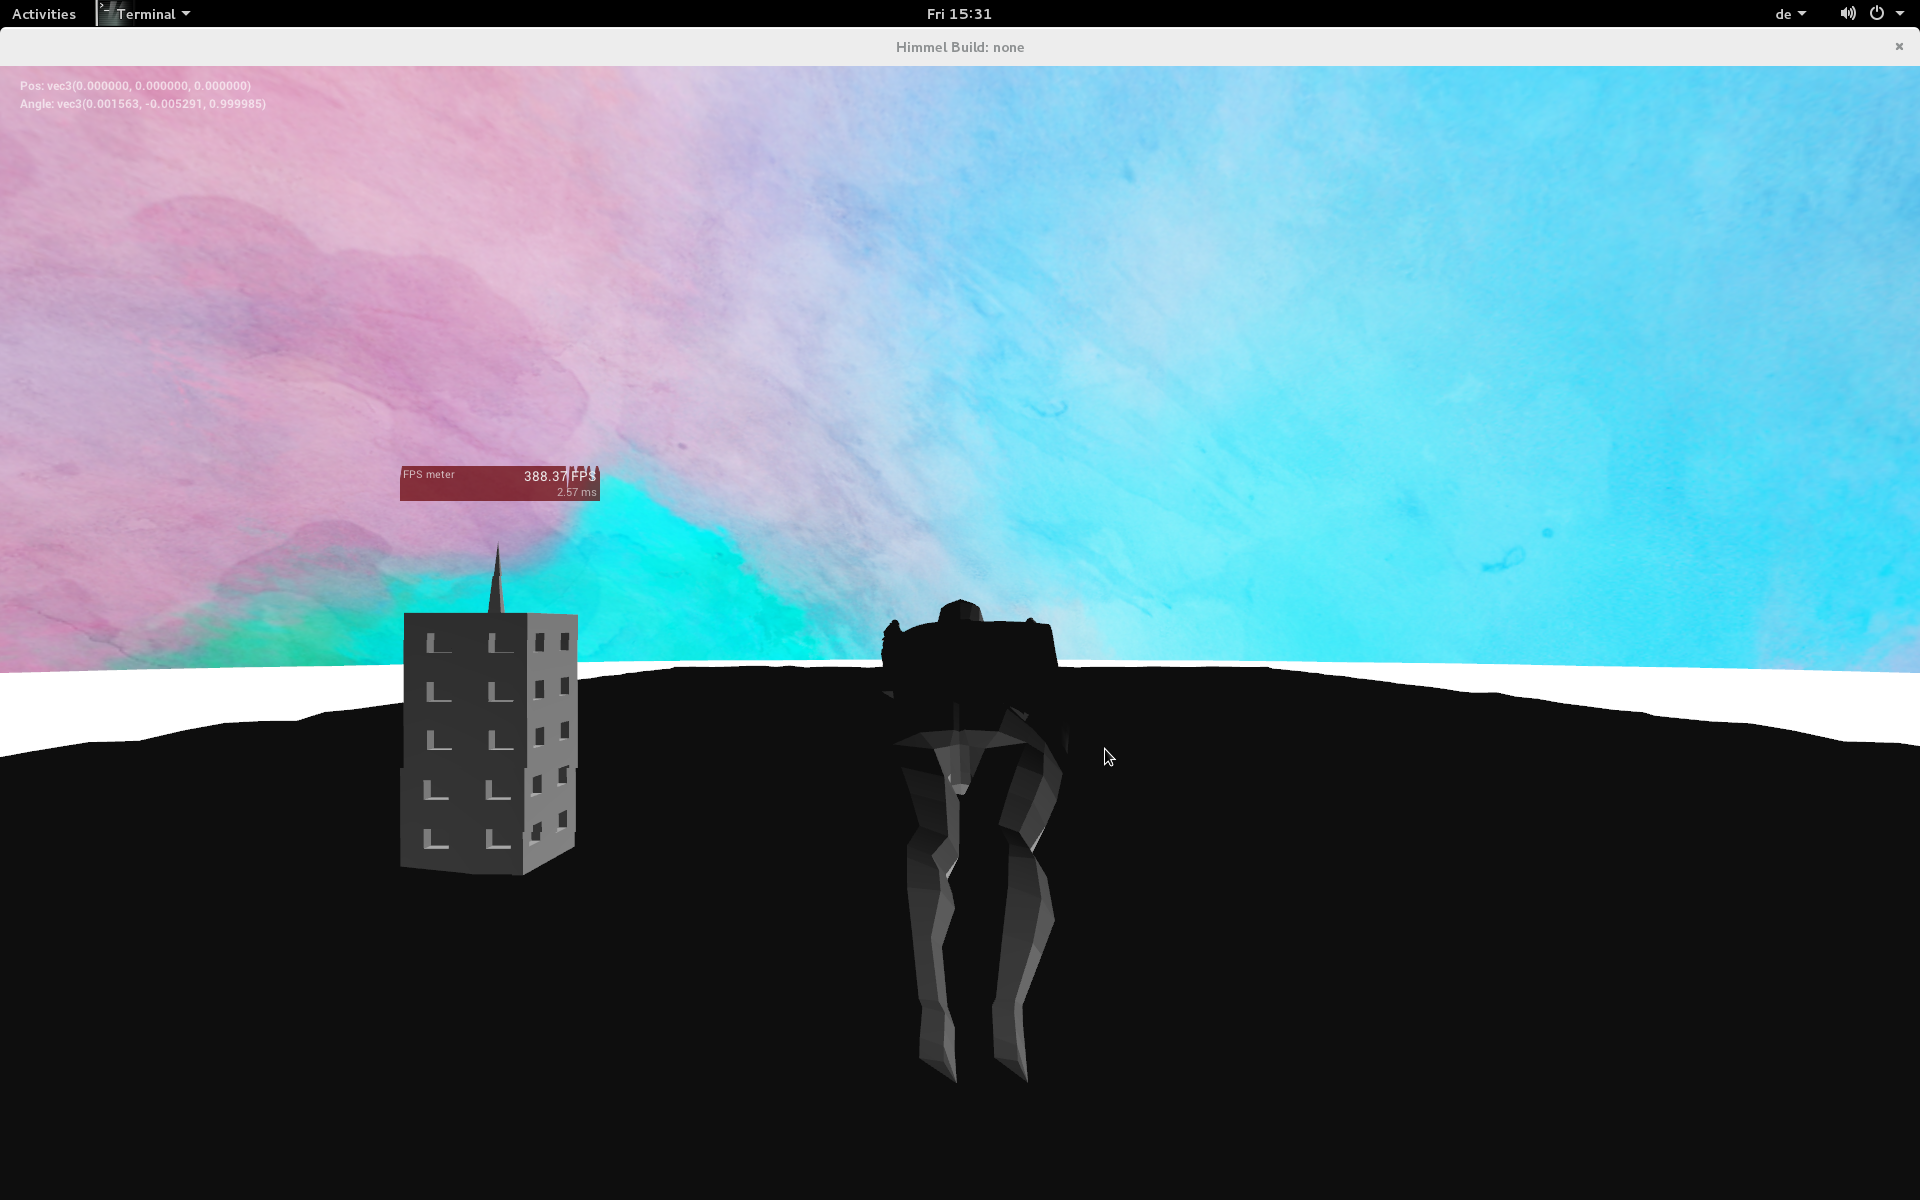 Activities Terminal Fri 15:31 de
Himmel Build: none
Pos: vec3(0.000000, 0.000000, 0.000000)
Angle: vec3(0.001563, -0.005291, 0.999985)
FPS meter 388.37 FPS
2.57 ms